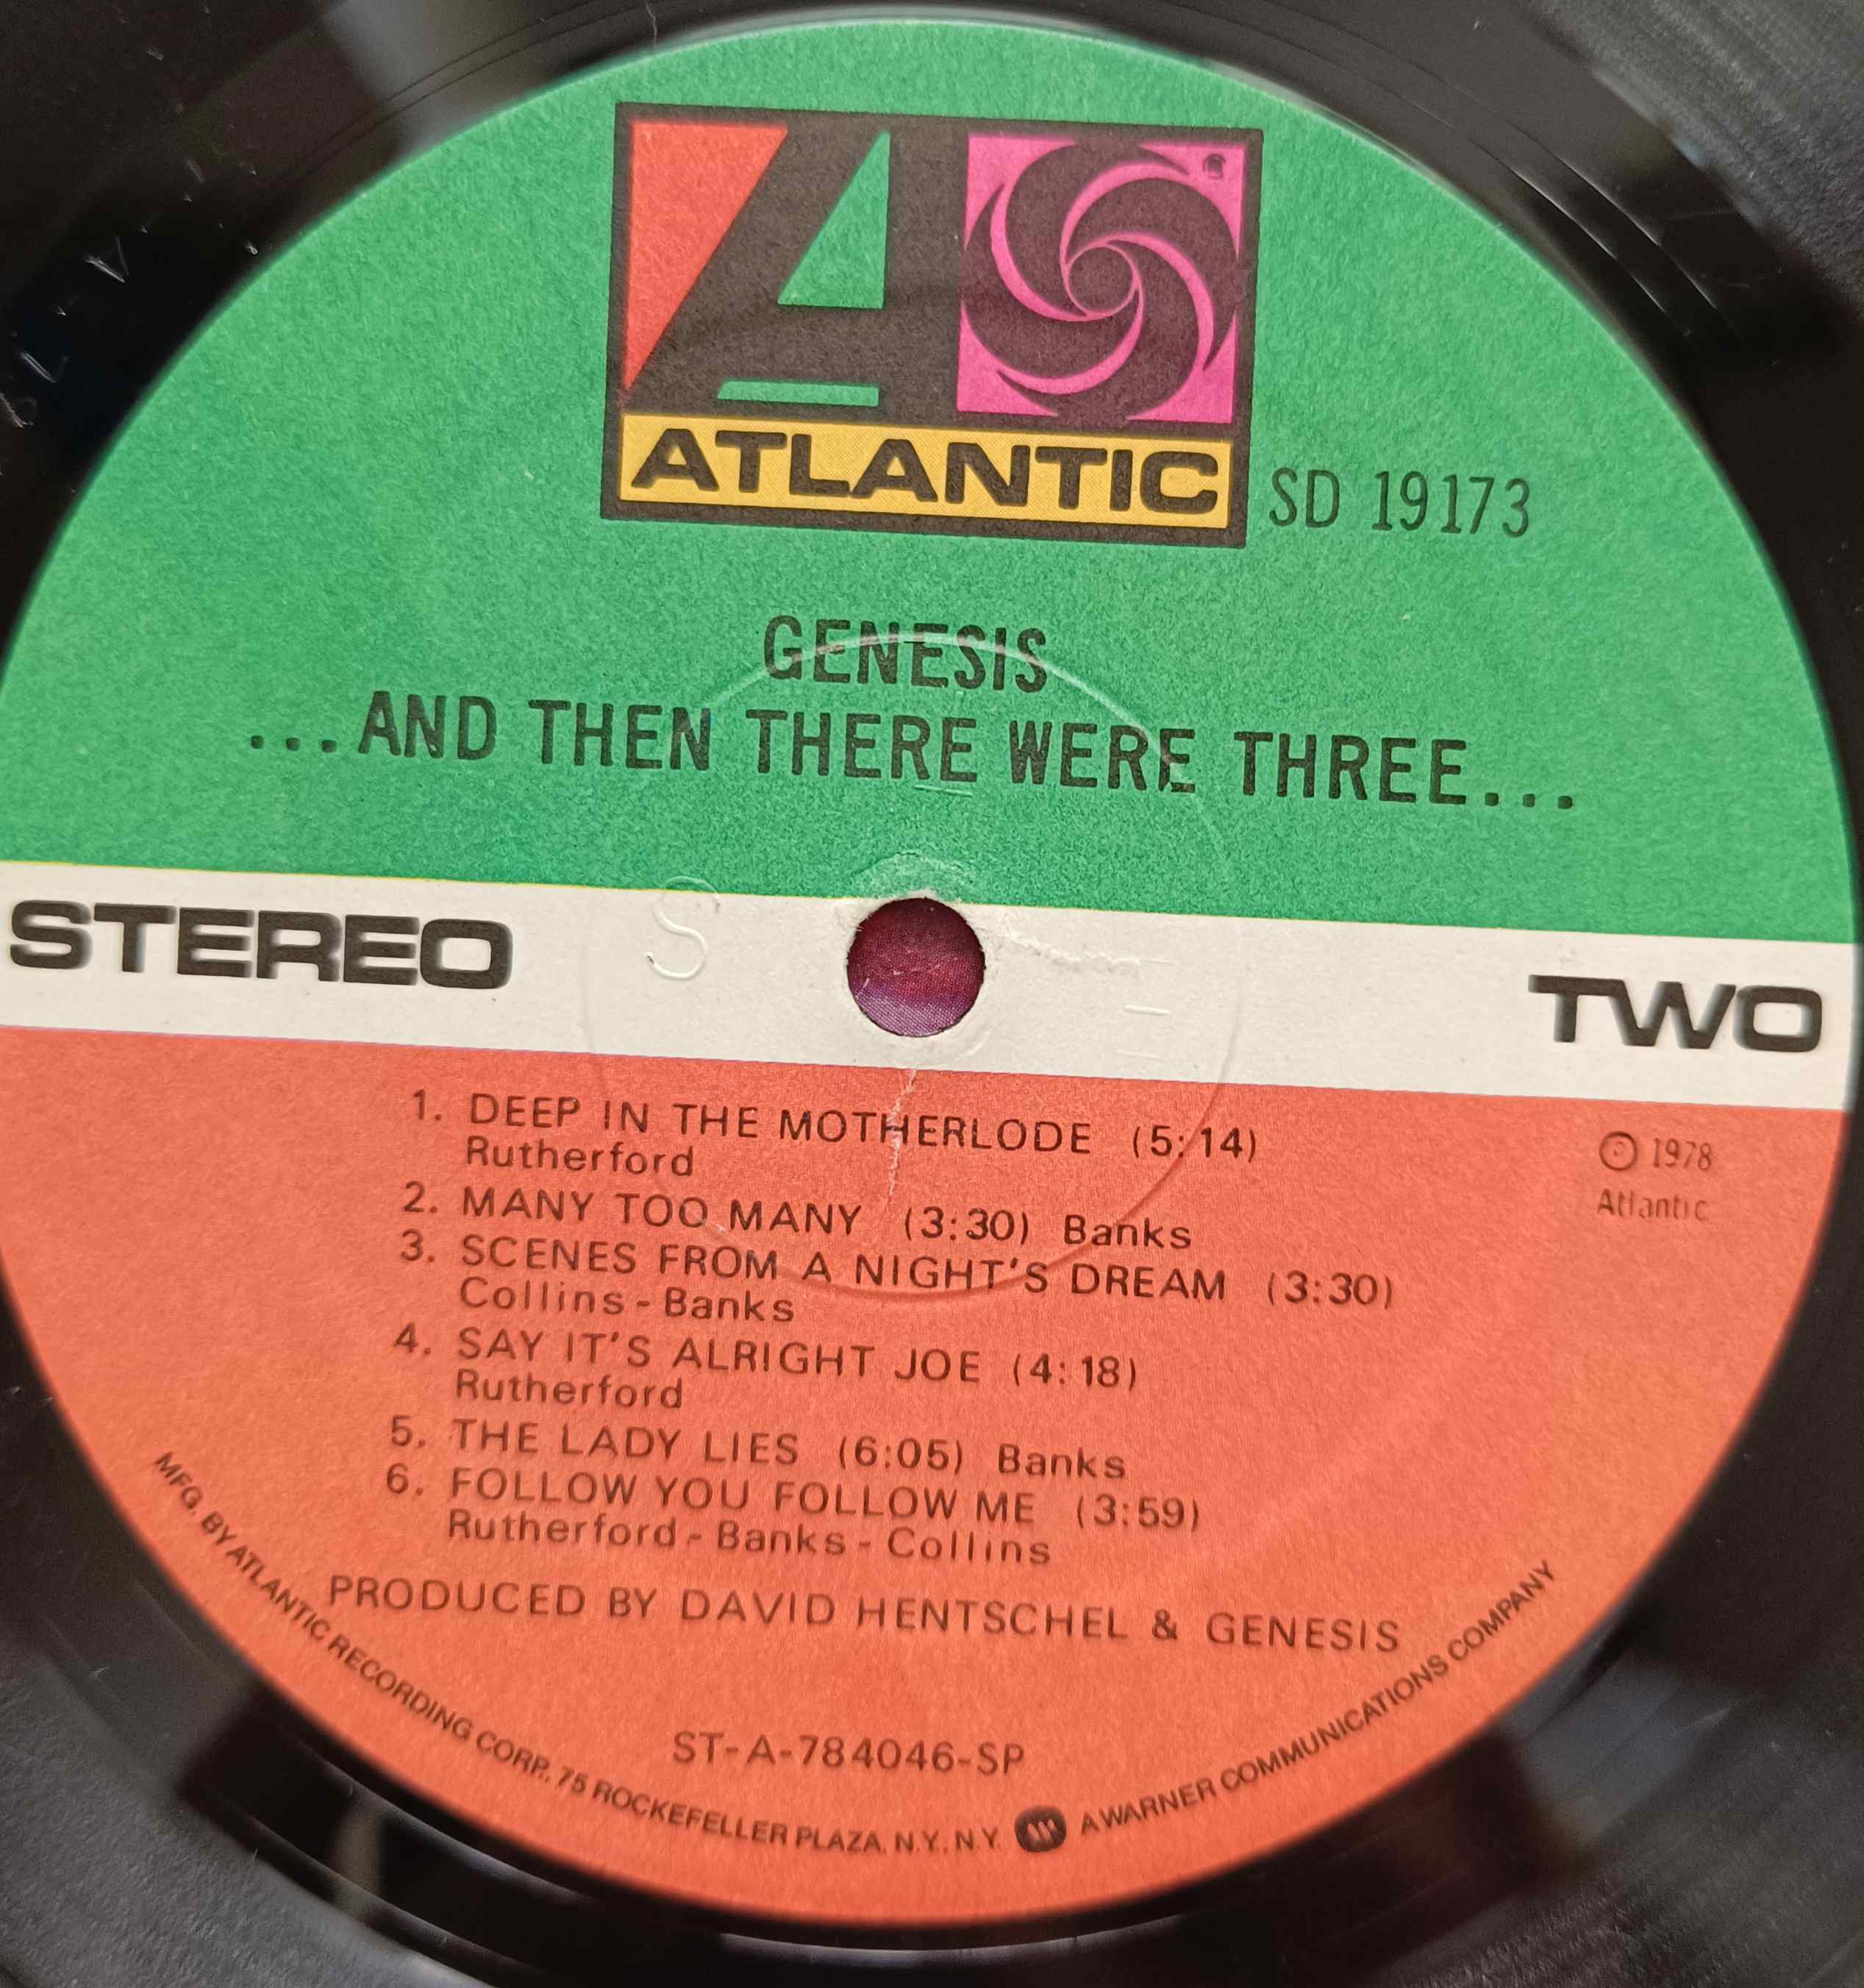 ATLANTIC
SD 19173
GENESIS
...AND THEN THERE WERE THREE...
STEREO
TWO
1. DEEP IN THE MOTHERLODE (5:14)
Rutherford
2. MANY TOO MANY (3:30) Banks
3. SCENES FROM A NIGHT'S DREAM (3:30)
Collins - Banks
4. SAY IT'S ALRIGHT JOE (4:18)
Rutherford
5. THE LADY LIES (6:05) Banks
6. FOLLOW YOU FOLLOW ME (3:59)
Rutherford - Banks - Collins
℗ 1978
Atlantic
PRODUCED BY DAVID HENTSCHEL & GENESIS
ST-A-784046-SP
MFG. BY ATLANTIC RECORDING CORP., 75 ROCKEFELLER PLAZA, N.Y., N.Y. A WARNER COMMUNICATIONS COMPANY